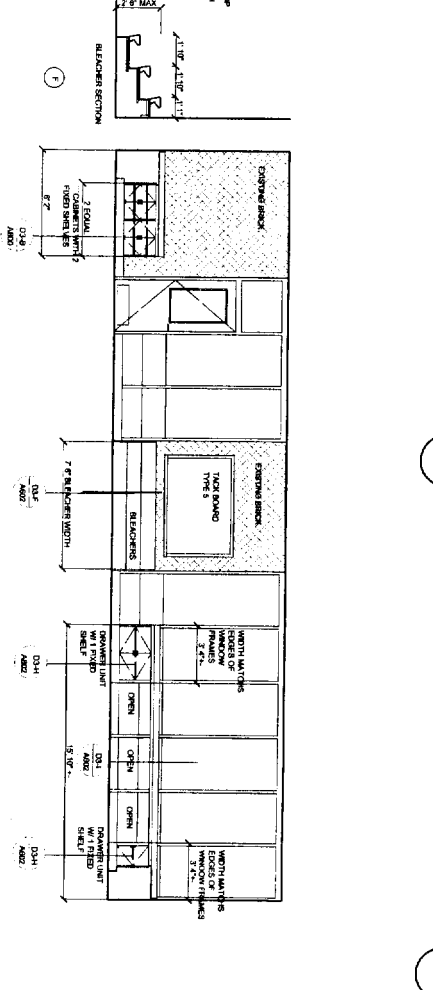 2' 6" MAX
1' 10"
1' 10"
1' 1"
BLEACHER SECTION
F
EXISTING BRICK
2 EQUAL
CABINETS WITH 2
FIXED SHELVES
6' 2"
D3-B
A600
EXISTING BRICK
TACK BOARD
TYPE 5
BLEACHERS
7' 6" BLEACHER WIDTH
D3-F
A602
WIDTH MATCHS
EDGES OF
WINDOW
FRAMES
3' 4"+-
DRAWER UNIT
W/ 1 FIXED
SHELF
D3-H
A602
OPEN
OPEN
OPEN
D3-I
A602
15' 10" +-
WIDTH MATCHS
EDGES OF
WINDOW FRAMES
3' 4"+-
DRAWER UNIT
W/ 1 FIXED
SHELF
D3-H
A602